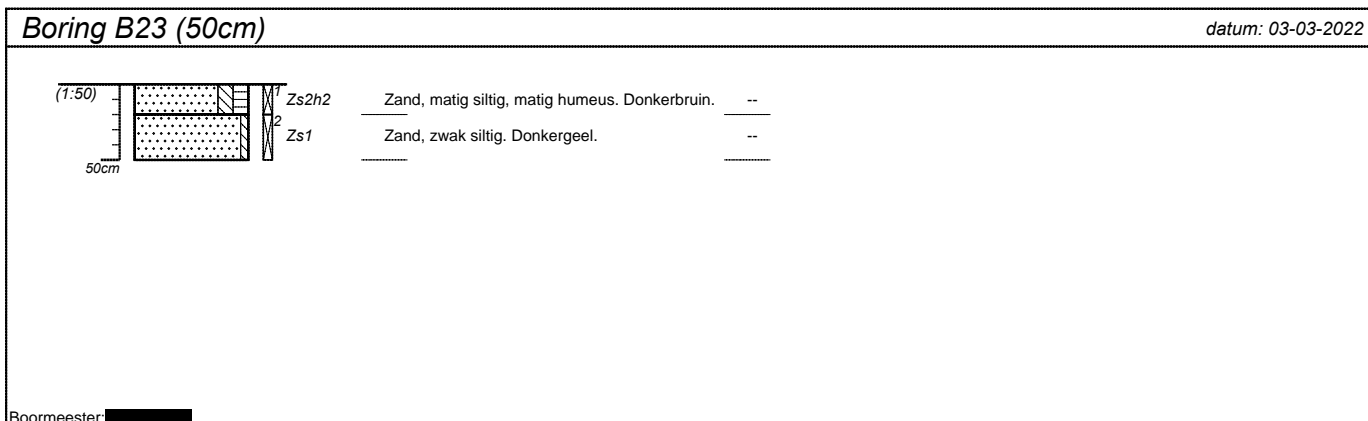 Boring B23 (50cm) datum: 03-03-2022
(1:50) 1 Zs2h2 Zand, matig siltig, matig humeus. Donkerbruin. --
2 Zs1 Zand, zwak siltig. Donkergeel. --
50cm
Boormeester: